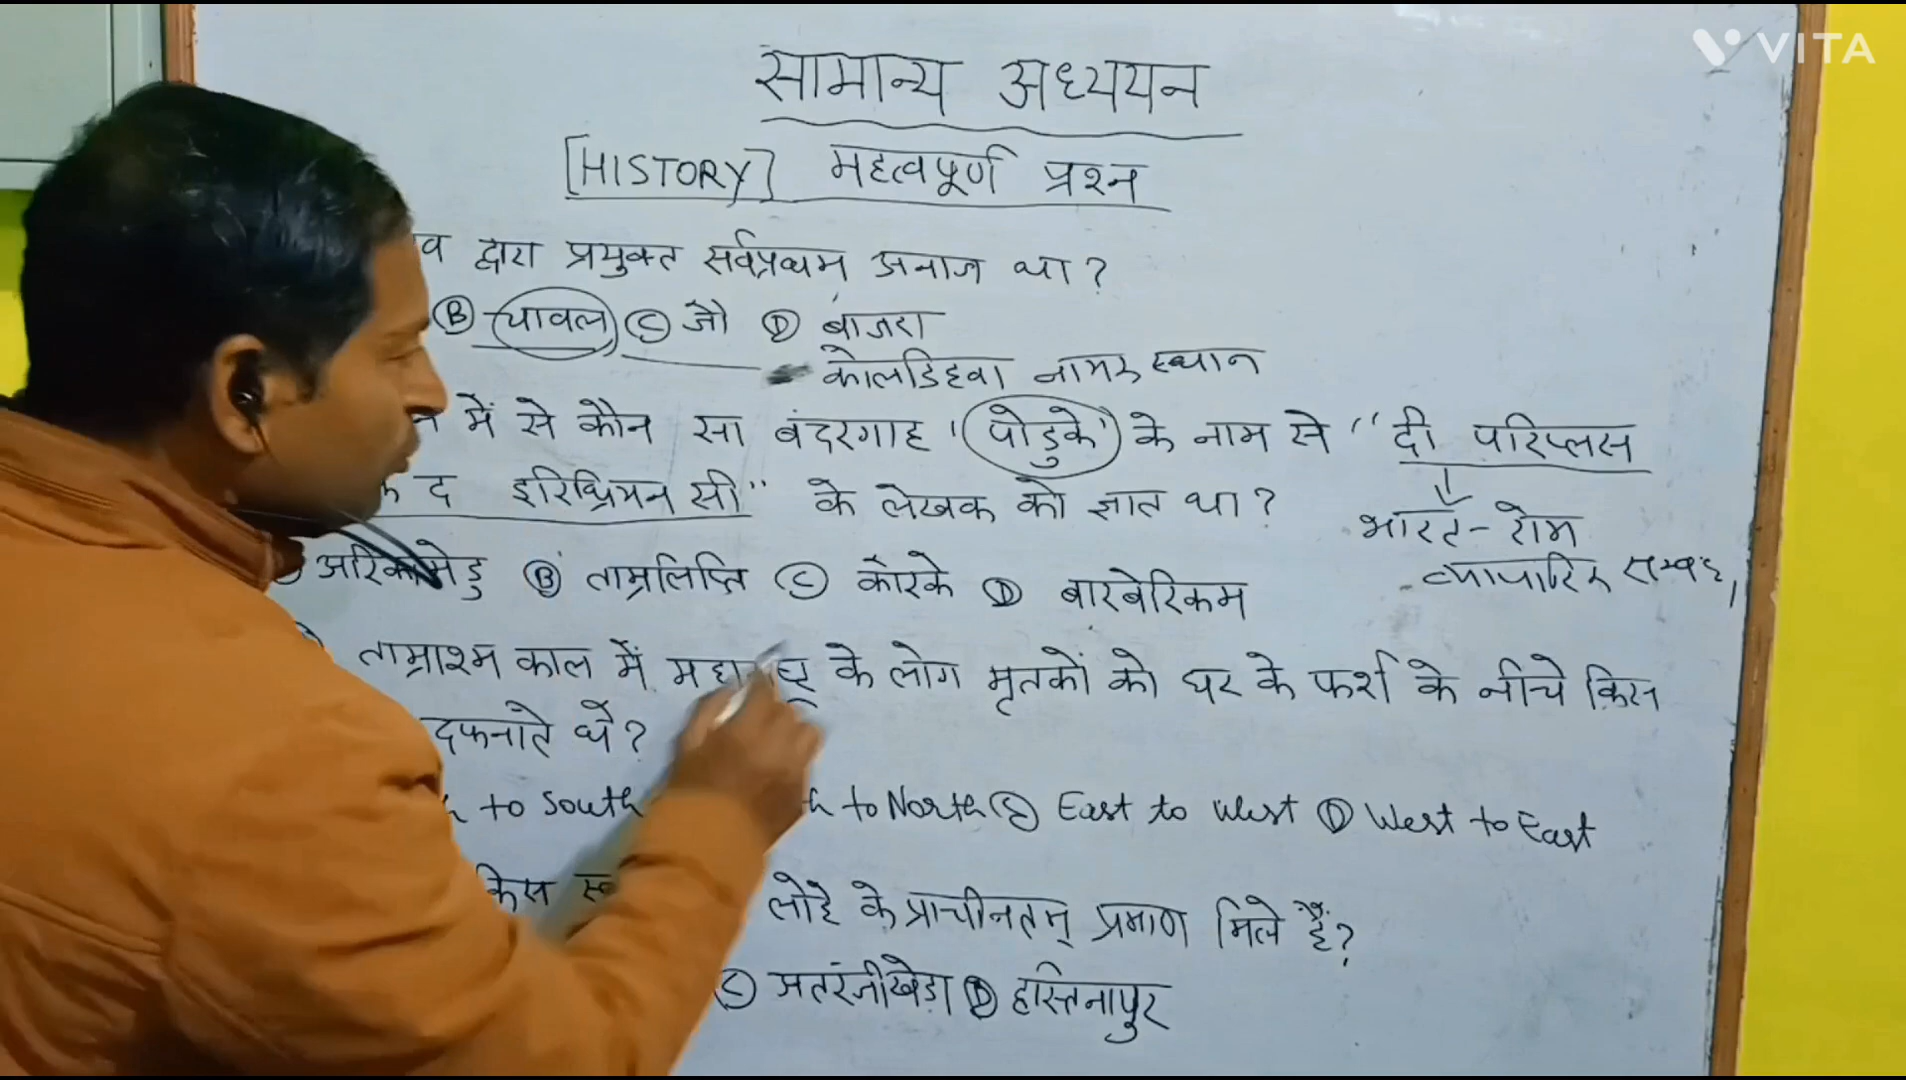 VITA
सामान्य अध्ययन
[HISTORY] महत्वपूर्ण प्रश्न
व द्वारा प्रयुक्त सर्वप्रथम अनाज था?
Ⓑ चावल Ⓒ जौ Ⓓ बाजरा
कोलडिहवा नामक स्थान
में से कौन सा बंदरगाह 'पोडुके' के नाम से "दी परिप्लस
द इरिथ्रियन सी" के लेखक को ज्ञात था?
भारत - रोम
व्यापारिक सम्बंध
अरिकामेडु Ⓑ ताम्रलिप्ति Ⓒ कोरके Ⓓ बारबेरिकम
ताम्राश्म काल में के लोग मृतकों को घर के फर्श के नीचे किस
दफनाते थे?
to South to North Ⓒ East to West Ⓓ West to East
किस लोहे के प्राचीनतम् प्रमाण मिले हैं?
Ⓒ अतरंजीखेड़ा Ⓓ हस्तिनापुर